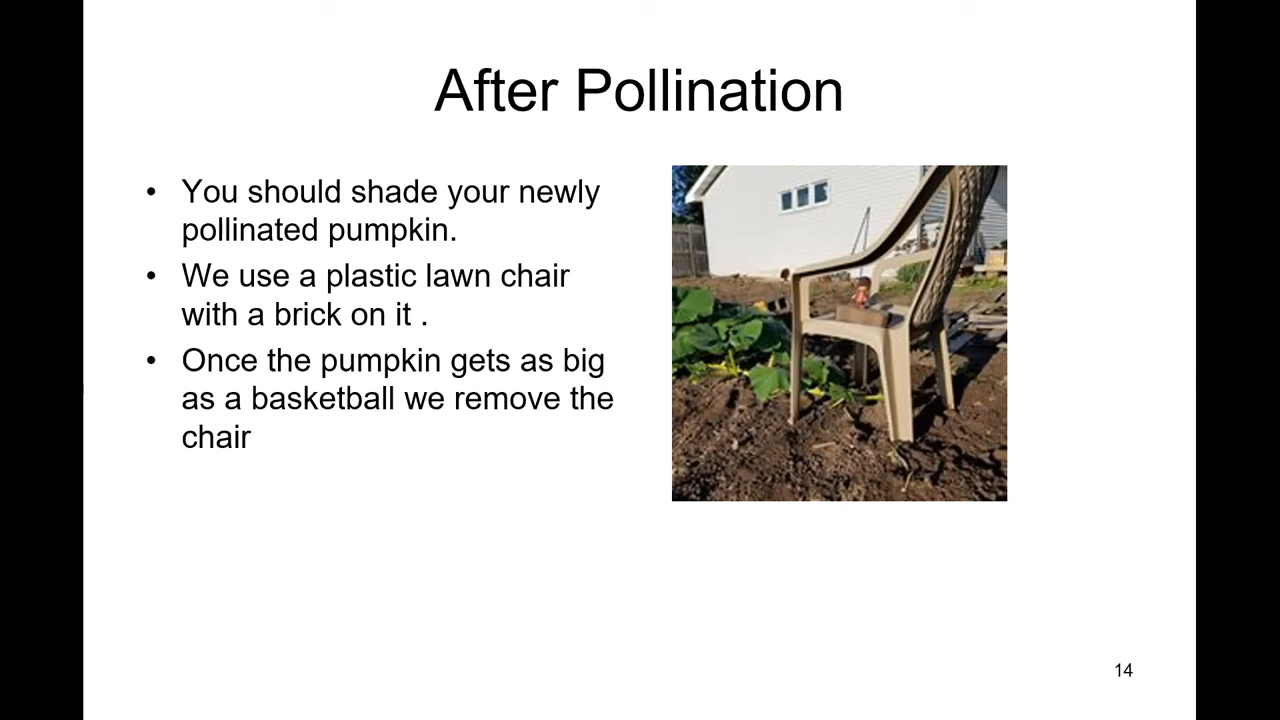 After Pollination
• You should shade your newly
pollinated pumpkin.
• We use a plastic lawn chair
with a brick on it .
• Once the pumpkin gets as big
as a basketball we remove the
chair
14